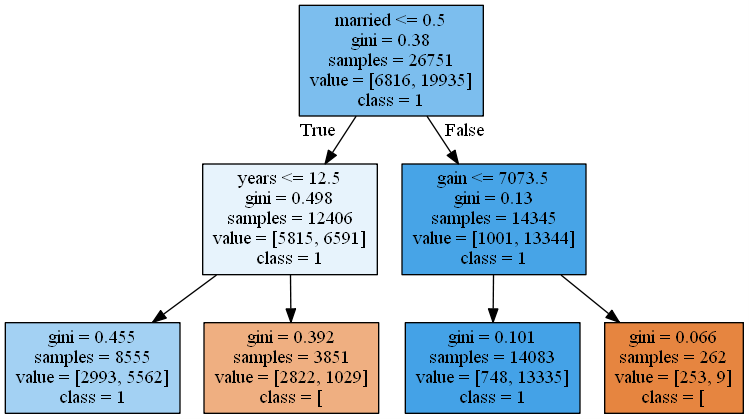 married <= 0.5
gini = 0.38
samples = 26751
value = [6816, 19935]
class = 1
True
False
years <= 12.5
gini = 0.498
samples = 12406
value = [5815, 6591]
class = 1
gain <= 7073.5
gini = 0.13
samples = 14345
value = [1001, 13344]
class = 1
gini = 0.455
samples = 8555
value = [2993, 5562]
class = 1
gini = 0.392
samples = 3851
value = [2822, 1029]
class = [
gini = 0.101
samples = 14083
value = [748, 13335]
class = 1
gini = 0.066
samples = 262
value = [253, 9]
class = [